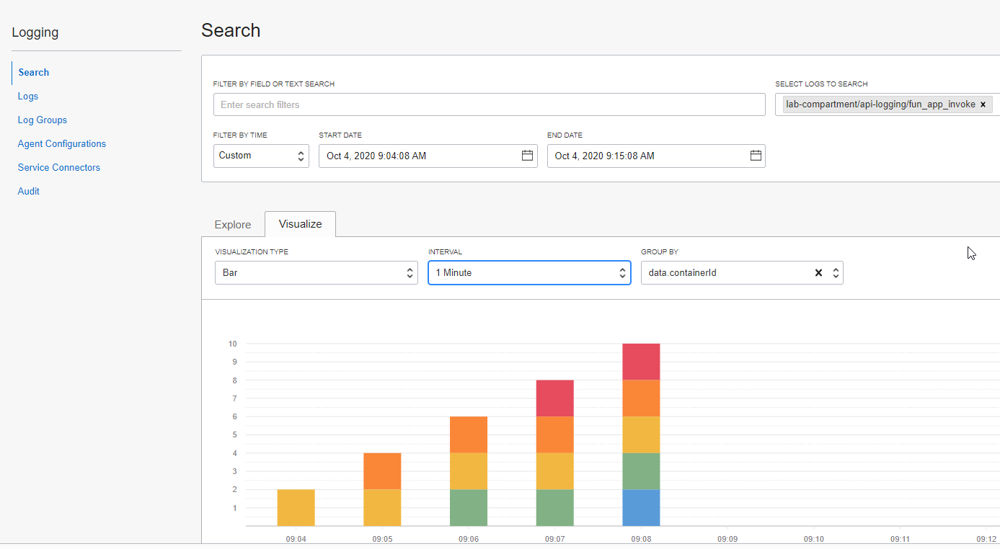 Logging
Search
Logs
Log Groups
Agent Configurations
Service Connectors
Audit
Search
FILTER BY FIELD OR TEXT SEARCH
Enter search filters
SELECT LOGS TO SEARCH
lab-compartment/api-logging/fun_app_invoke ×
FILTER BY TIME
Custom
START DATE
Oct 4, 2020 9:04:08 AM
END DATE
Oct 4, 2020 9:15:08 AM
Explore
Visualize
VISUALIZATION TYPE
Bar
INTERVAL
1 Minute
GROUP BY
data.containerId ×
10
9
8
7
6
5
4
3
2
1
09:04 09:05 09:06 09:07 09:08 09:09 09:10 09:11 09:12